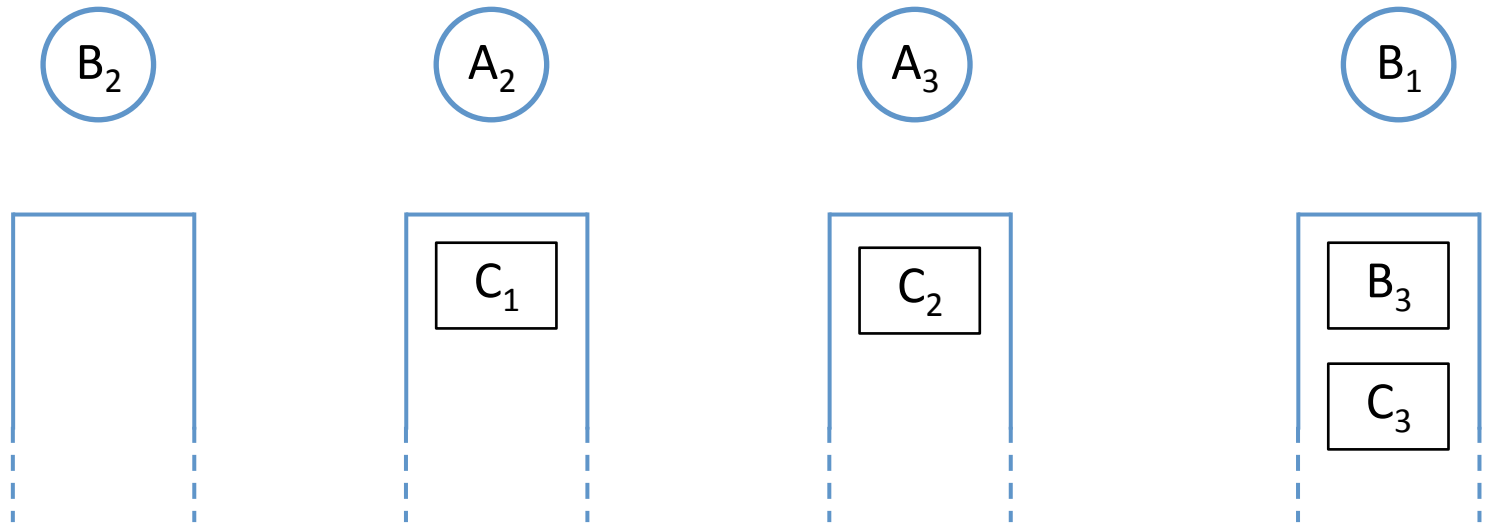 B₂ A₂ A₃ B₁
C₁ C₂ B₃
C₃